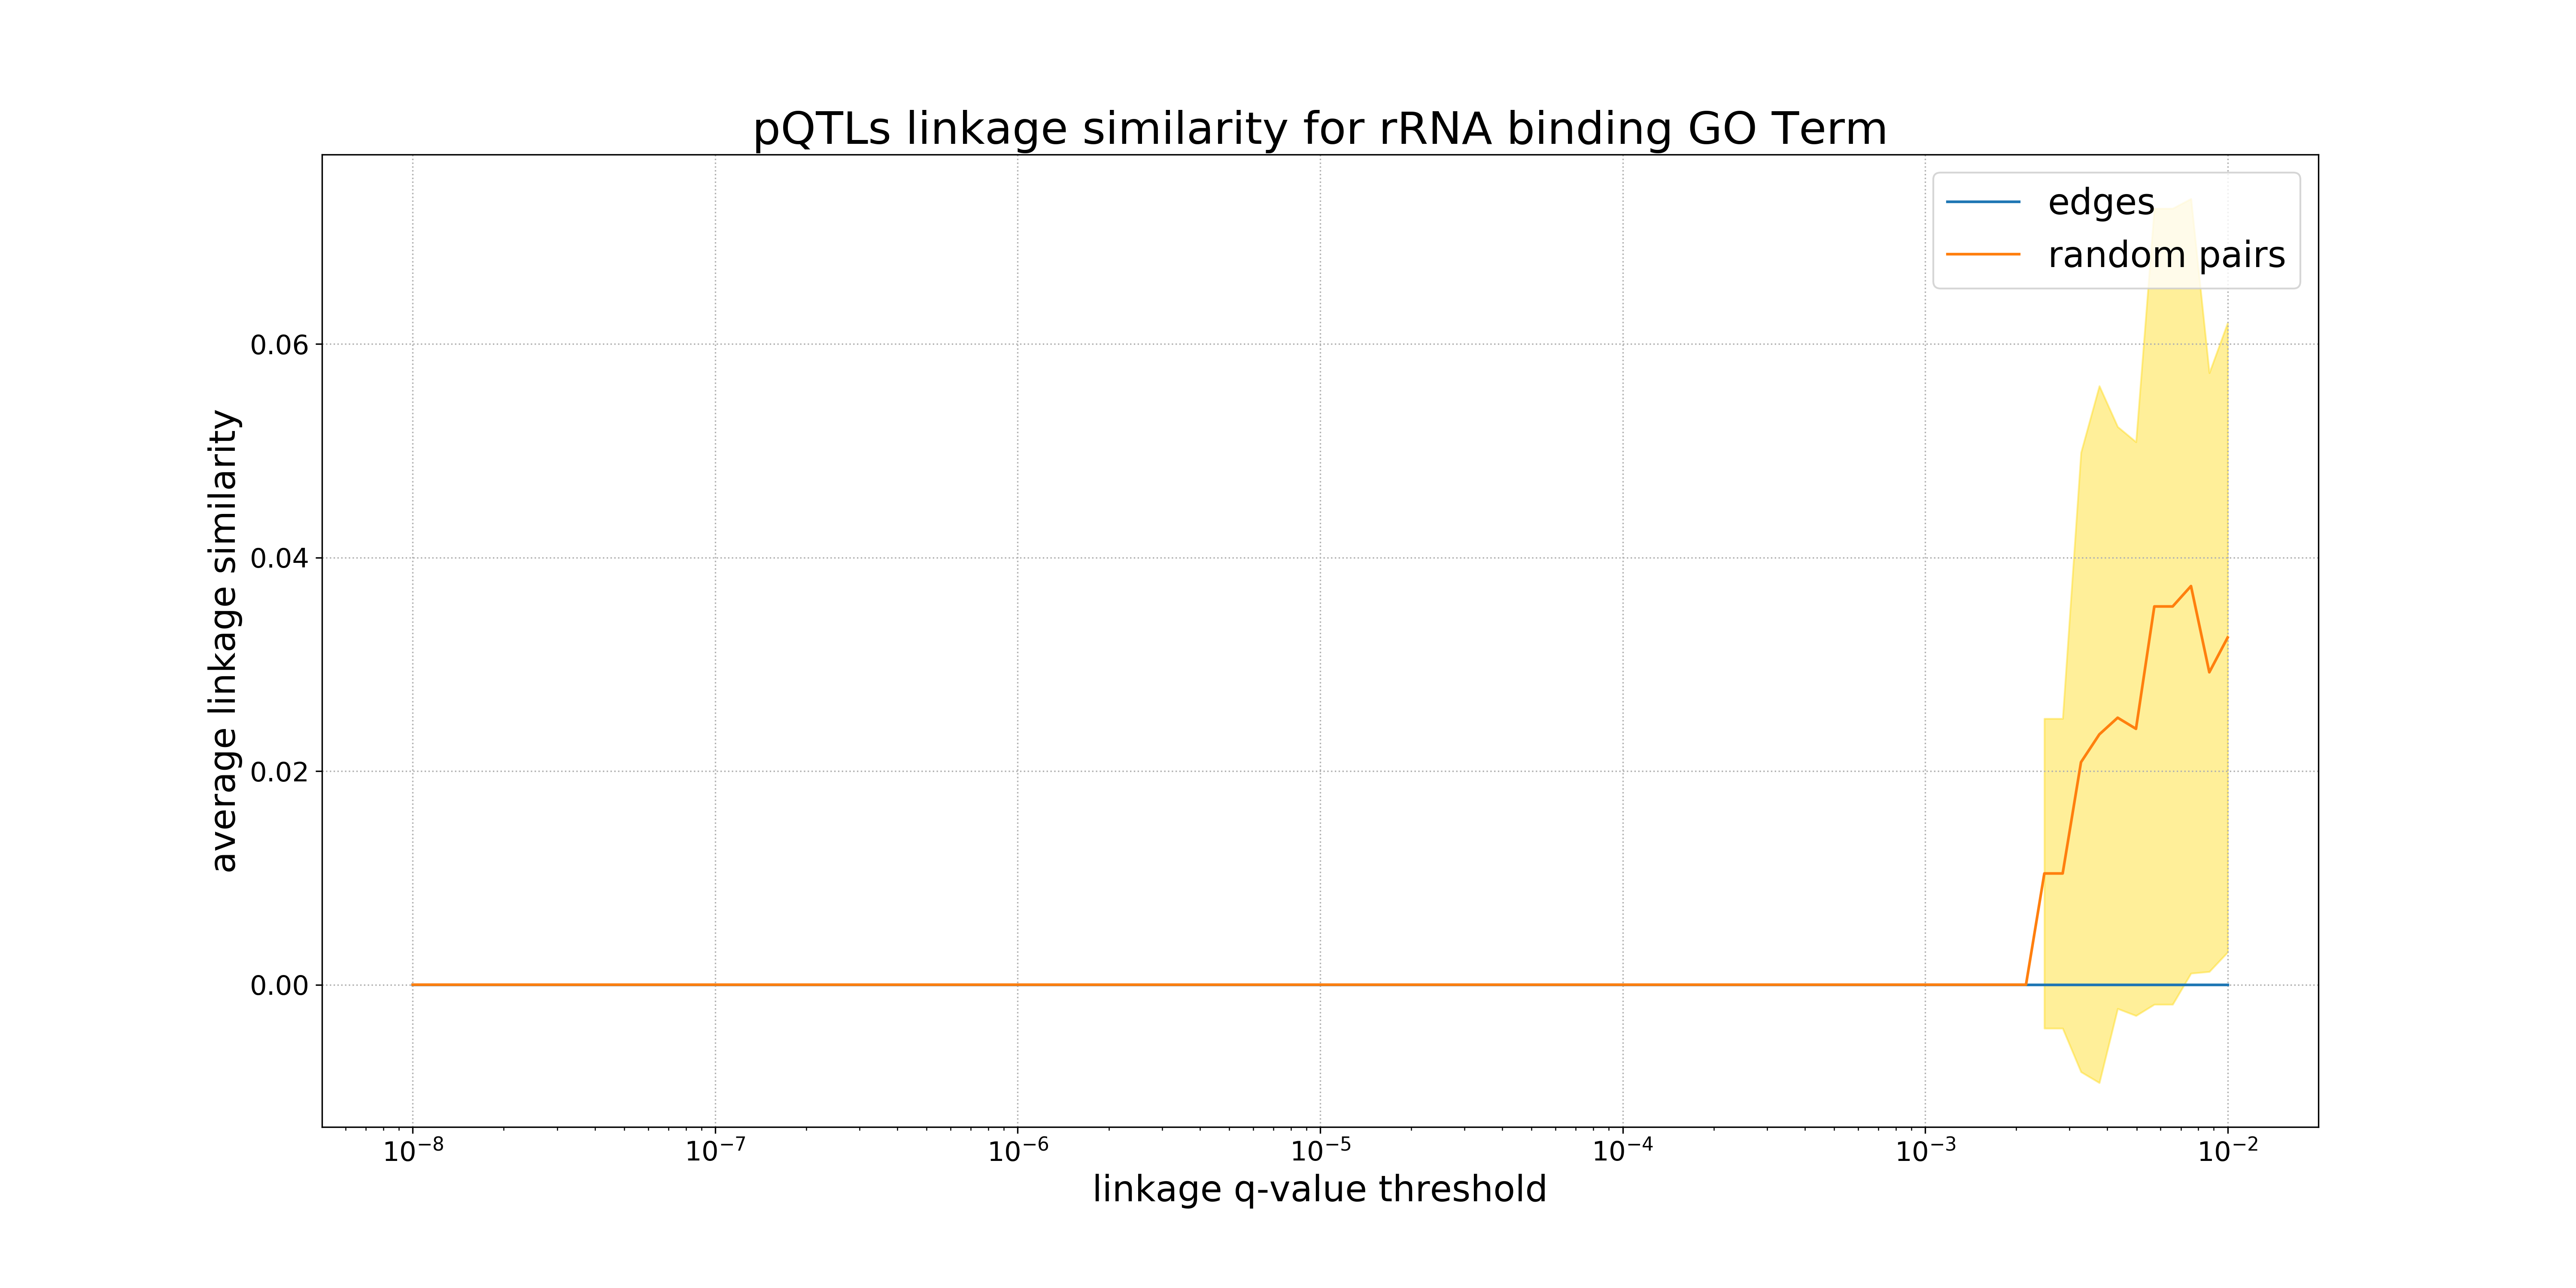 pQTLs linkage similarity for rRNA binding GO Term
edges
random pairs
average linkage similarity
0.06
0.04
0.02
0.00
10⁻⁸ 10⁻⁷ 10⁻⁶ 10⁻⁵ 10⁻⁴ 10⁻³ 10⁻²
linkage q-value threshold